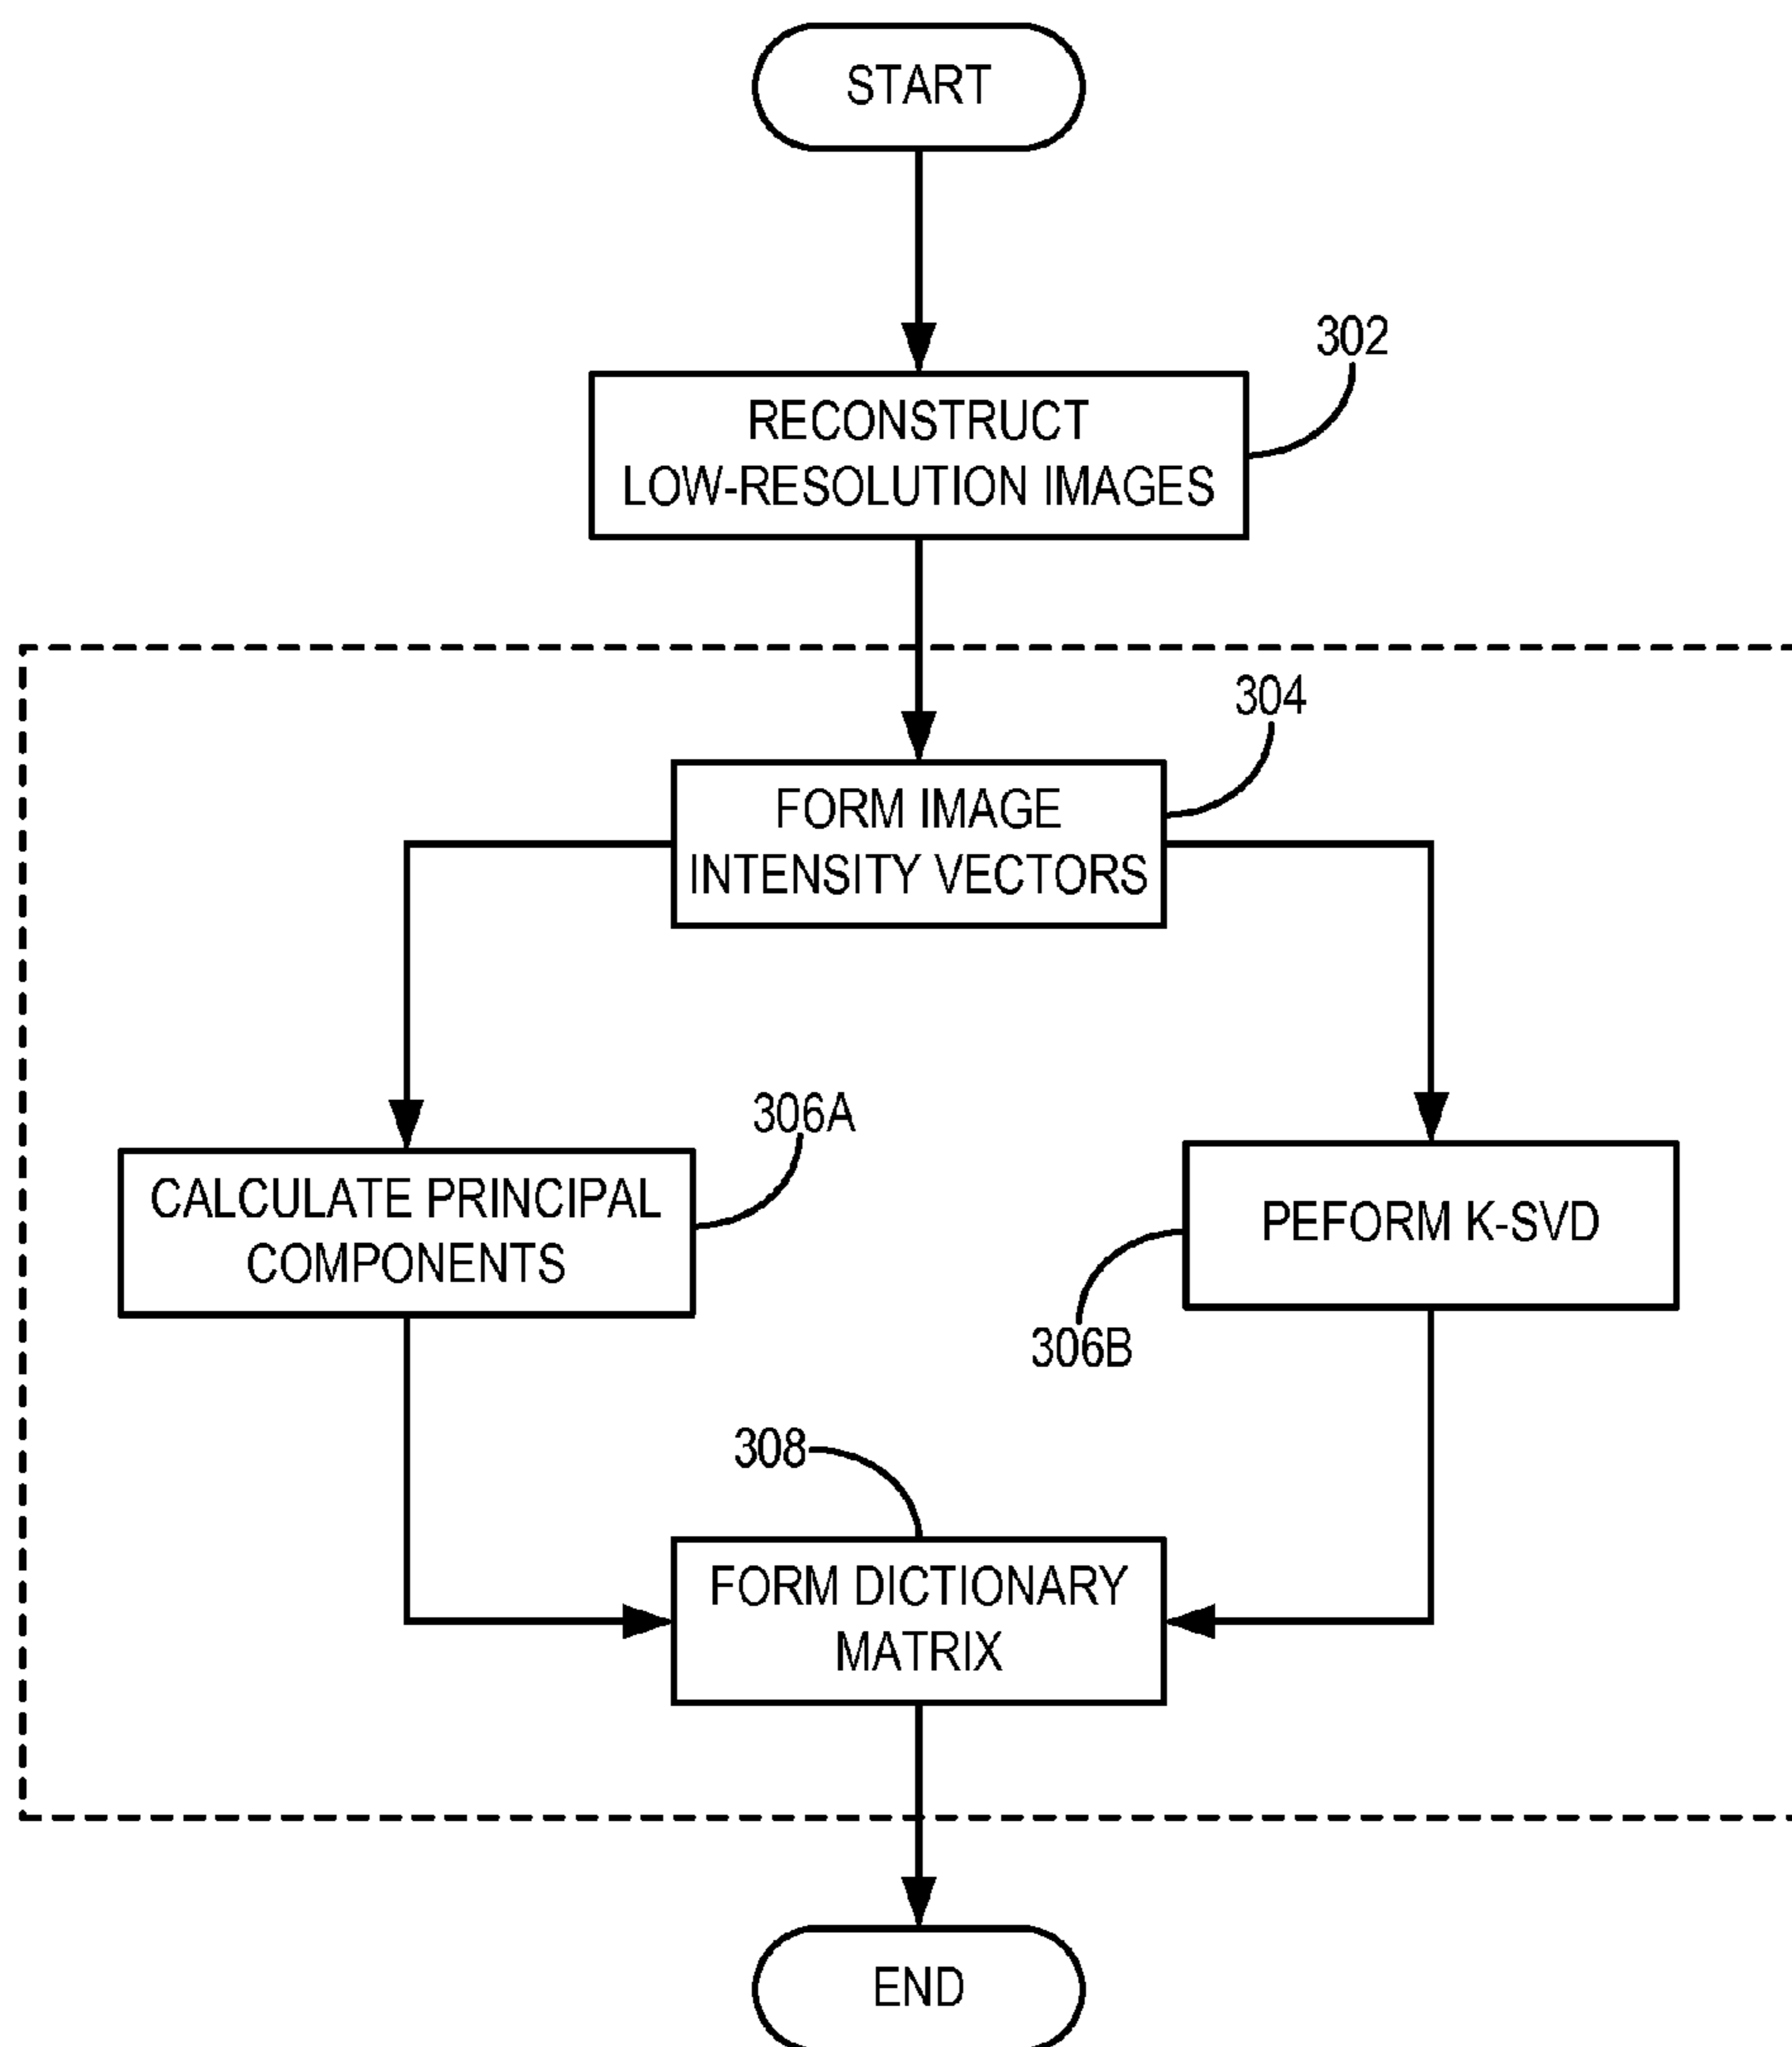 START
302
RECONSTRUCT
LOW-RESOLUTION IMAGES
304
FORM IMAGE
INTENSITY VECTORS
306A
CALCULATE PRINCIPAL
COMPONENTS
PEFORM K-SVD
306B
308
FORM DICTIONARY
MATRIX
END